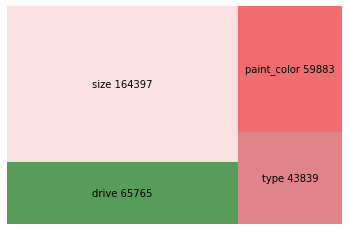 size 164397
paint_color 59883
drive 65765
type 43839